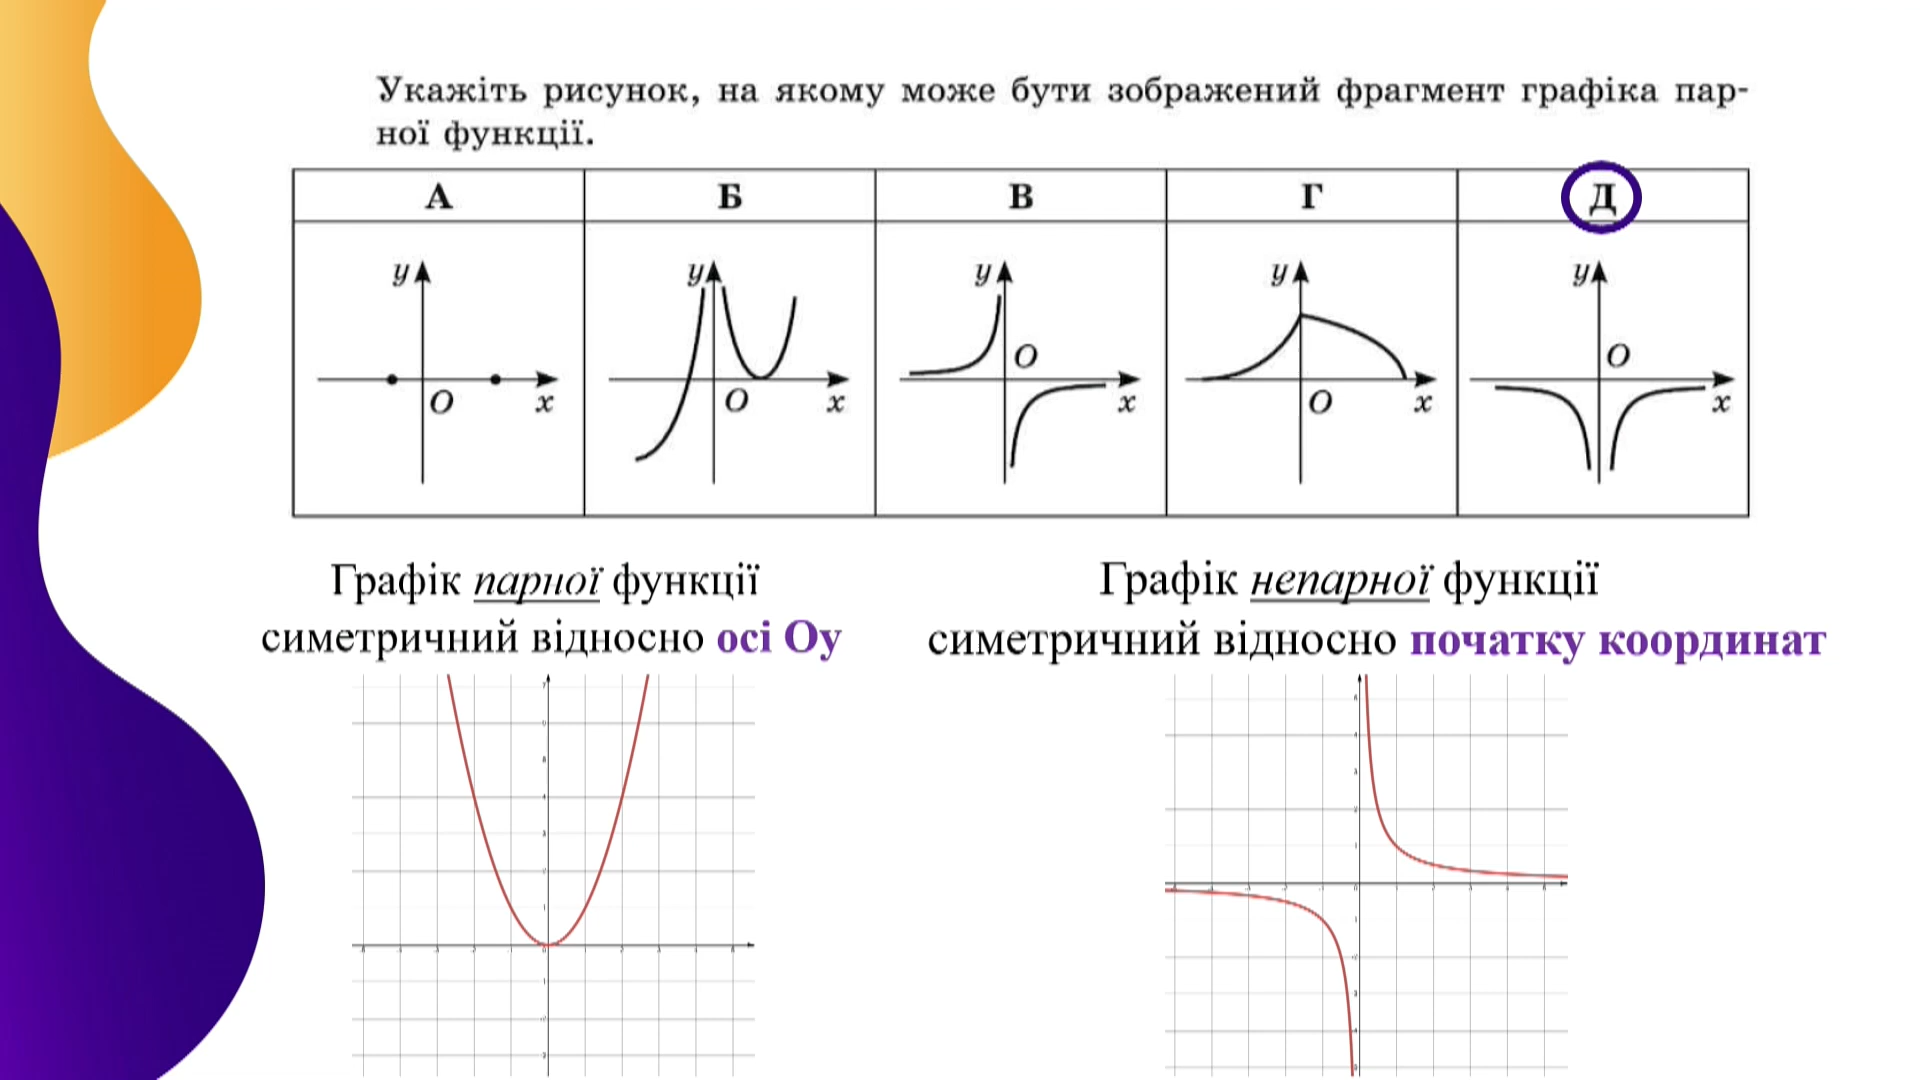 Укажіть рисунок, на якому може бути зображений фрагмент графіка пар-
ної функції.
А Б В Г Д
y y y y y
O O
O O O
x x x x x
Графік парної функції
симетричний відносно осі Оу
Графік непарної функції
симетричний відносно початку координат